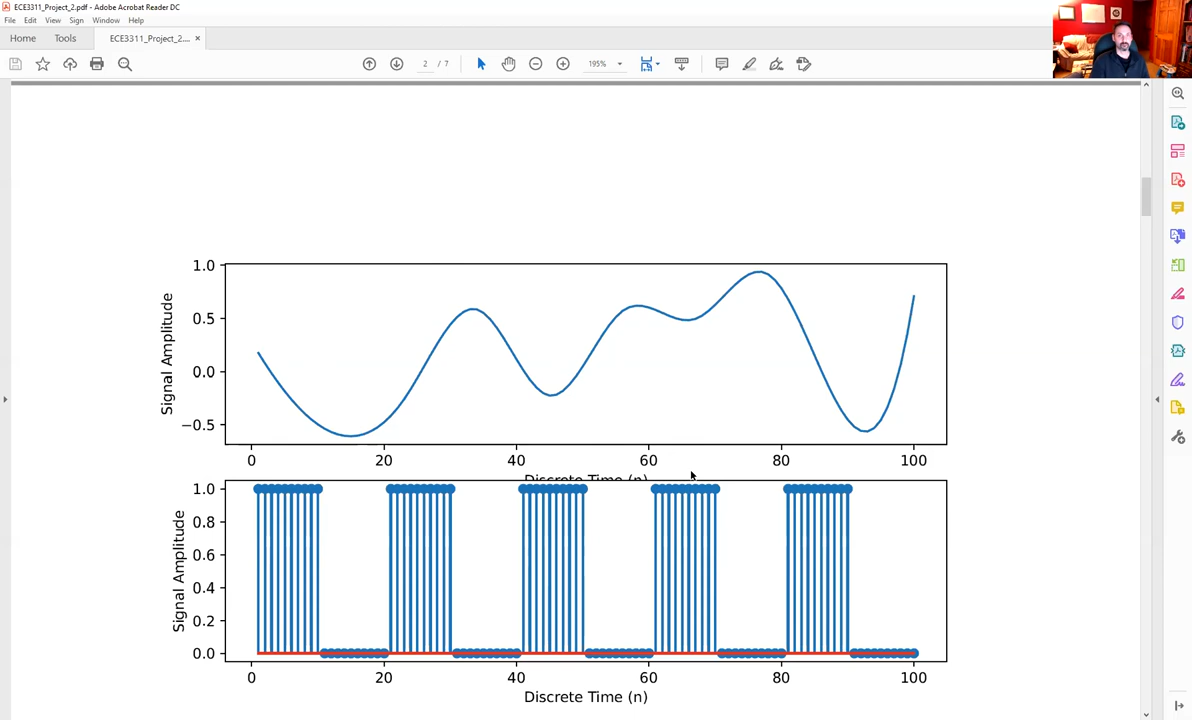 ECE3311_Project_2.pdf - Adobe Acrobat Reader DC
File Edit View Sign Window Help
Home Tools ECE3311_Project_2.... ×
2 / 7 195%
1.0
0.5
0.0
−0.5
Signal Amplitude
0 20 40 60 80 100
Discrete Time (n)
1.0
0.8
0.6
0.4
0.2
0.0
Signal Amplitude
0 20 40 60 80 100
Discrete Time (n)